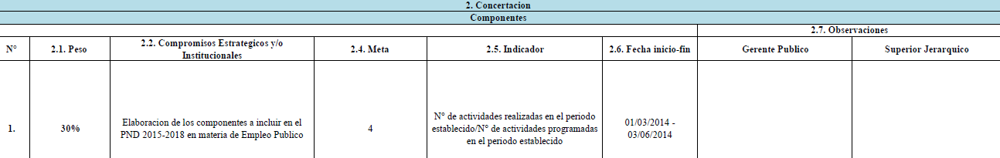 2. Concertacion
Componentes
2.7. Observaciones
N°
2.1. Peso
2.2. Compromisos Estrategicos y/o
Institucionales
2.4. Meta
2.5. Indicador
2.6. Fecha inicio-fin
Gerente Publico
Superior Jerarquico
1.
30%
Elaboracion de los componentes a incluir en el
PND 2015-2018 en materia de Empleo Publico
4
N° de actividades realizadas en el periodo
establecido/N° de actividades programadas
en el periodo establecido
01/03/2014 -
03/06/2014